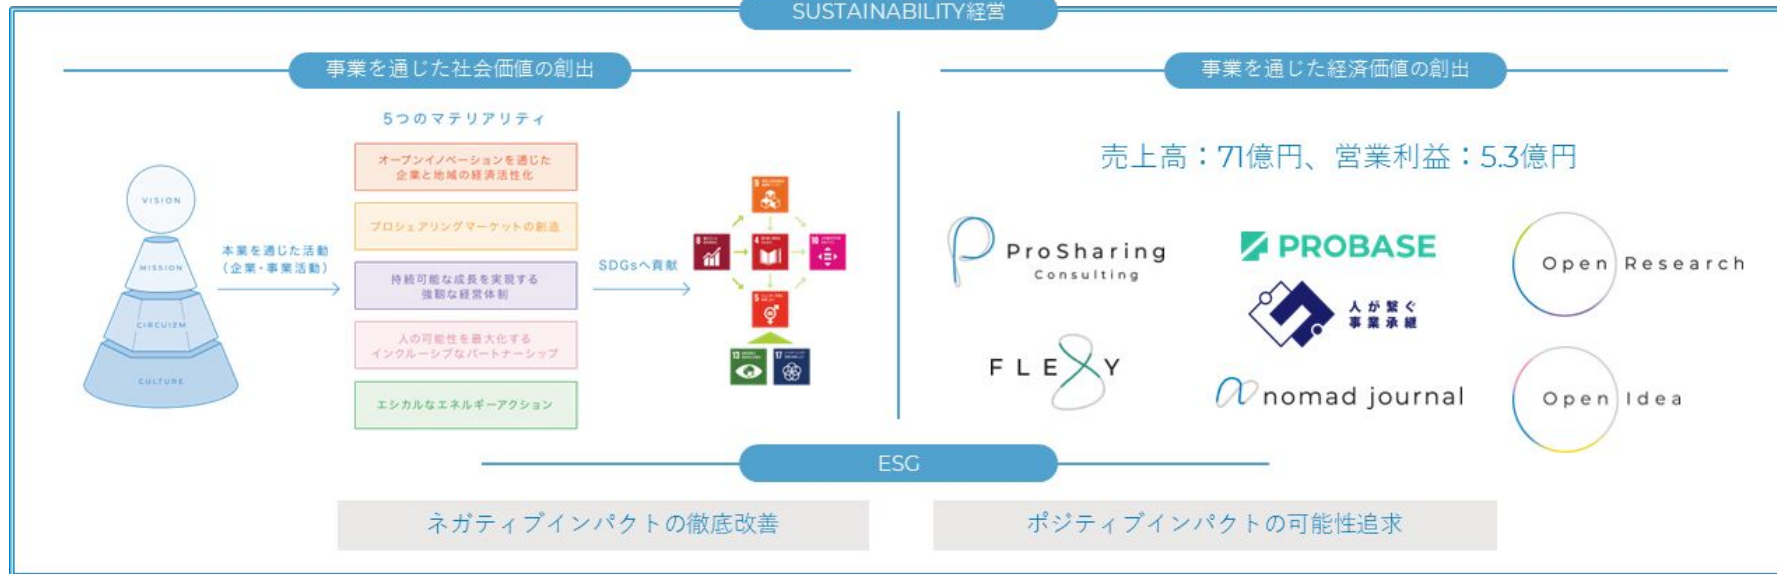 SUSTAINABILITY経営
事業を通じた社会価値の創出
5つのマテリアリティ
VISION
MISSION
CIRCUIZM
CULTURE
本業を通じた活動
(企業・事業活動)
オープンイノベーションを通じた
企業と地域の経済活性化
プロシェアリングマーケットの創造
持続可能な成長を実現する
強靭な経営体制
人の可能性を最大化する
インクルーシブなパートナーシップ
エシカルなエネルギーアクション
SDGsへ貢献
9
8
4
10
5
13
17
事業を通じた経済価値の創出
売上高：71億円、営業利益：5.3億円
ProSharing
Consulting
PROBASE
Open Research
人が繋ぐ
事業承継
FLEXY
nomad journal
Open Idea
ESG
ネガティブインパクトの徹底改善
ポジティブインパクトの可能性追求